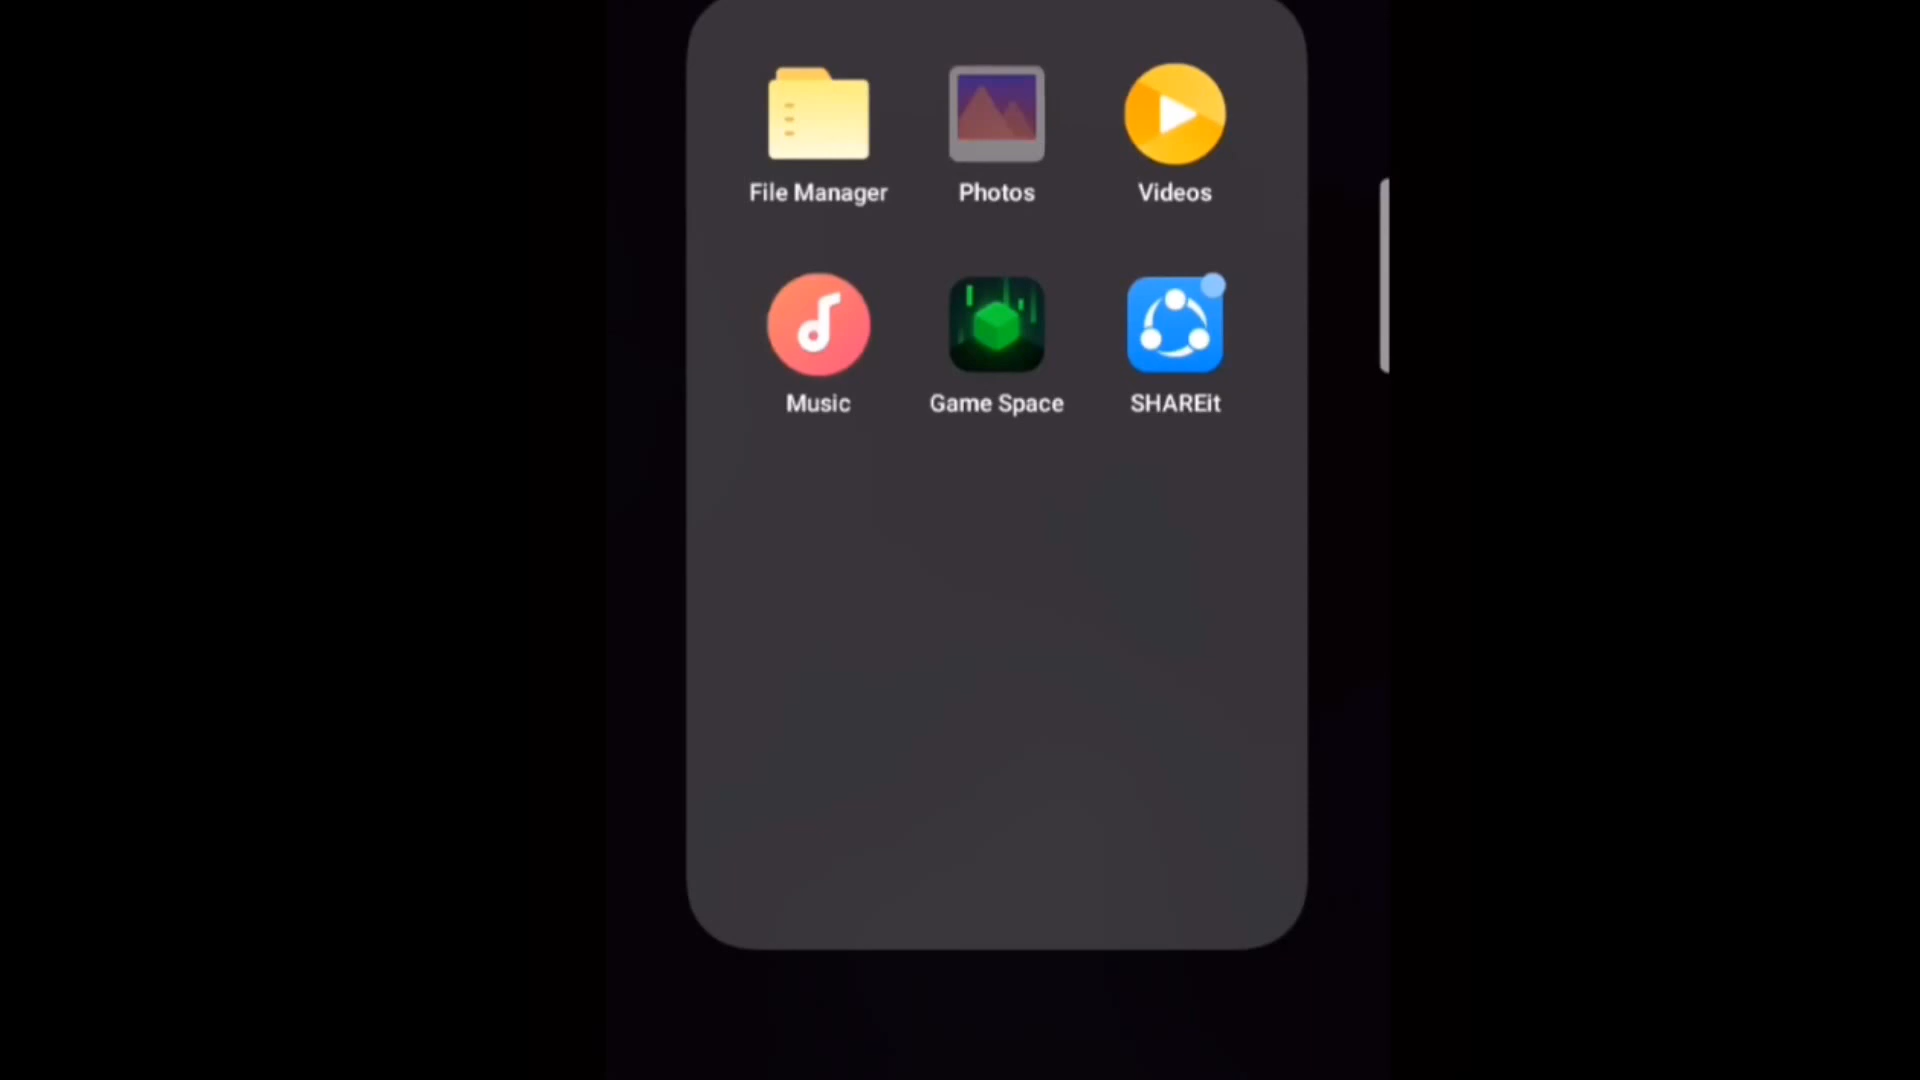 File Manager
Photos
Videos
Music
Game Space
SHAREit